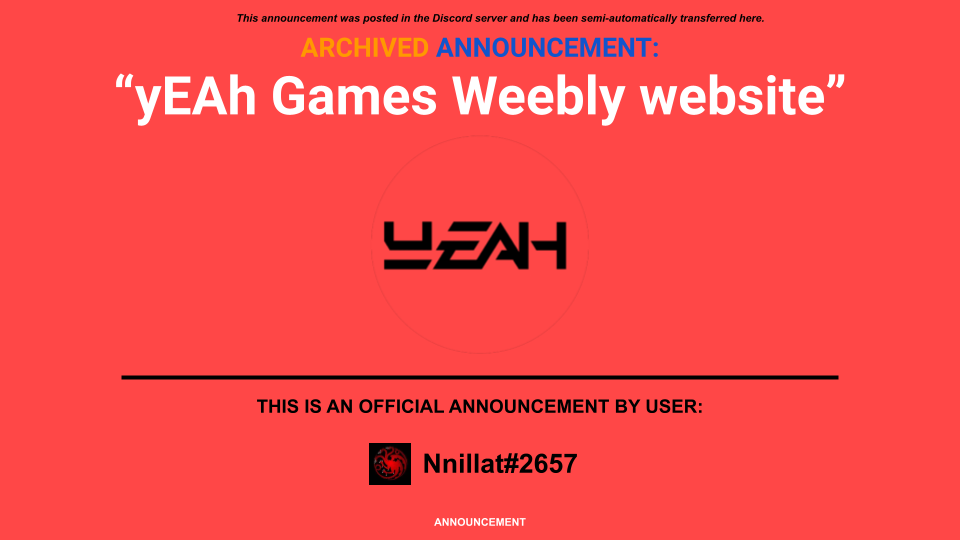 This announcement was posted in the Discord server and has been semi-automatically transferred here.
ARCHIVED ANNOUNCEMENT:
“yEAh Games Weebly website”
YEAH
THIS IS AN OFFICIAL ANNOUNCEMENT BY USER:
Nnillat#2657
ANNOUNCEMENT